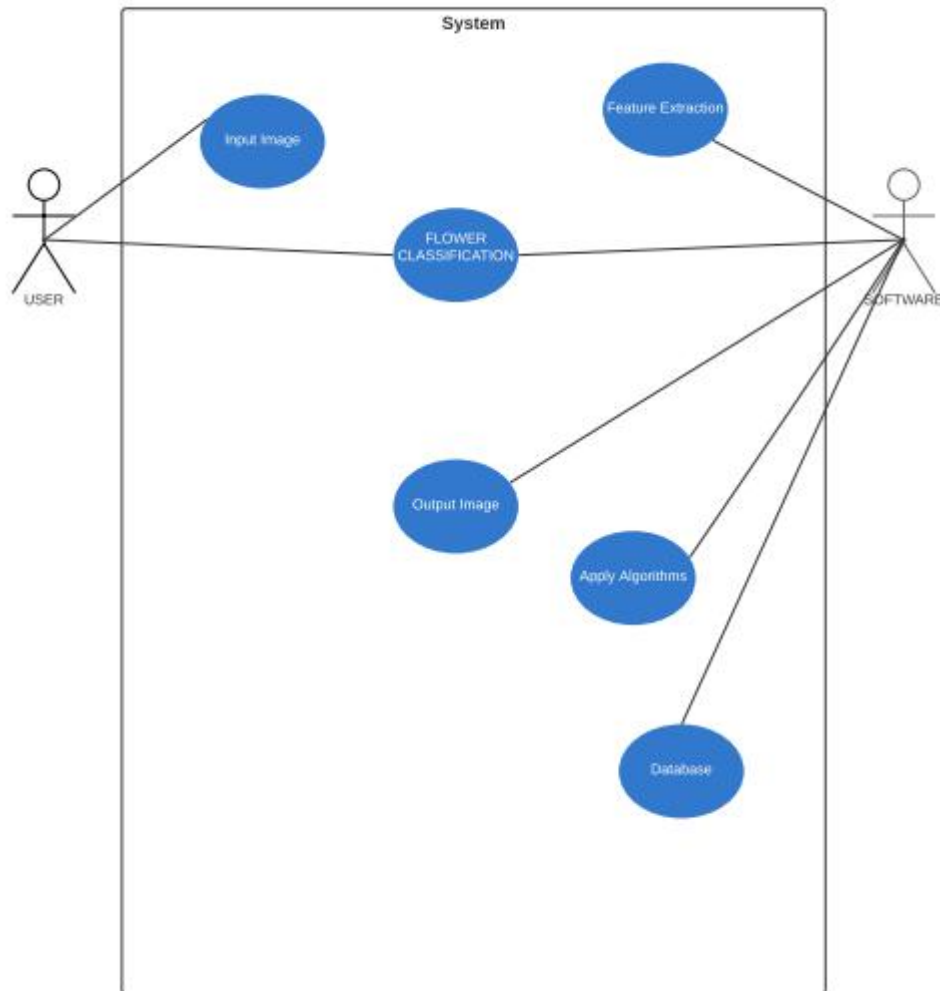 System
Feature Extraction
Input Image
FLOWER
CLASSIFICATION
USER
SOFTWARE
Output Image
Apply Algorithms
Database